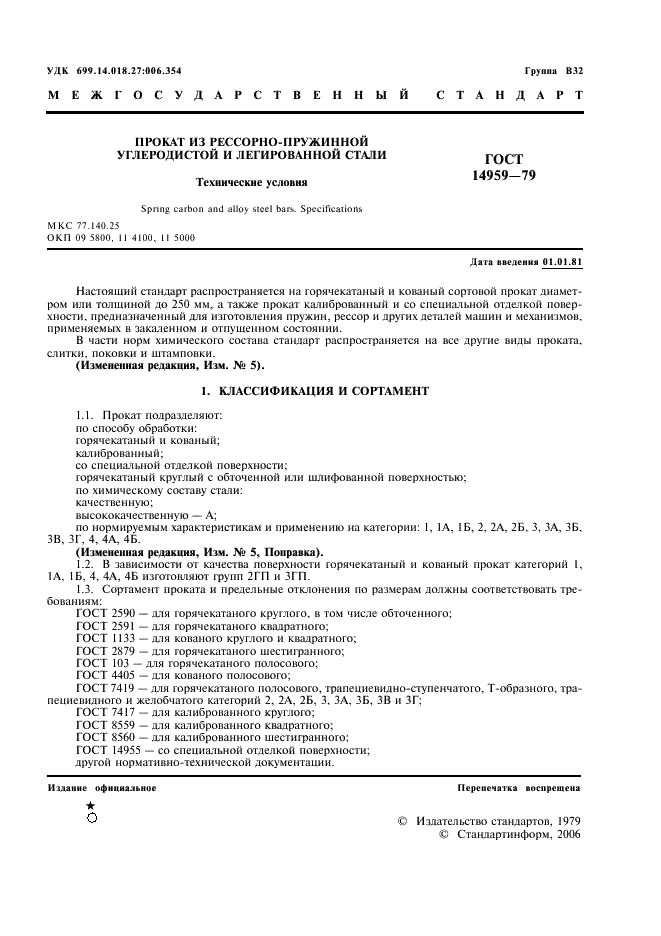 УДК 699.14.018.27:006.354
Группа В32
МЕЖГОСУДАРСТВЕННЫЙ СТАНДАРТ
ПРОКАТ ИЗ РЕССОРНО-ПРУЖИННОЙ
УГЛЕРОДИСТОЙ И ЛЕГИРОВАННОЙ СТАЛИ
Технические условия
Spring carbon and alloy steel bars. Specifications
ГОСТ
14959—79
МКС 77.140.25
ОКП 09 5800, 11 4100, 11 5000
Дата введения 01.01.81
Настоящий стандарт распространяется на горячекатаный и кованый сортовой прокат диамет-
ром или толщиной до 250 мм, а также прокат калиброванный и со специальной отделкой повер-
хности, предназначенный для изготовления пружин, рессор и других деталей машин и механизмов,
применяемых в закаленном и отпущенном состоянии.
В части норм химического состава стандарт распространяется на все другие виды проката,
слитки, поковки и штамповки.
(Измененная редакция, Изм. № 5).
1. КЛАССИФИКАЦИЯ И СОРТАМЕНТ
1.1. Прокат подразделяют:
по способу обработки:
горячекатаный и кованый;
калиброванный;
со специальной отделкой поверхности;
горячекатаный круглый с обточенной или шлифованной поверхностью;
по химическому составу стали:
качественную;
высококачественную — А;
по нормируемым характеристикам и применению на категории: 1, 1А, 1Б, 2, 2А, 2Б, 3, 3А, 3Б,
3В, 3Г, 4, 4А, 4Б.
(Измененная редакция, Изм. № 5, Поправка).
1.2. В зависимости от качества поверхности горячекатаный и кованый прокат категорий 1,
1А, 1Б, 4, 4А, 4Б изготовляют групп 2ГП и 3ГП.
1.3. Сортамент проката и предельные отклонения по размерам должны соответствовать тре-
бованиям:
ГОСТ 2590 — для горячекатаного круглого, в том числе обточенного;
ГОСТ 2591 — для горячекатаного квадратного;
ГОСТ 1133 — для кованого круглого и квадратного;
ГОСТ 2879 — для горячекатаного шестигранного;
ГОСТ 103 — для горячекатаного полосового;
ГОСТ 4405 — для кованого полосового;
ГОСТ 7419 — для горячекатаного полосового, трапециевидно-ступенчатого, Т-образного, тра-
пециевидного и желобчатого категорий 2, 2А, 2Б, 3, 3А, 3Б, 3В и 3Г;
ГОСТ 7417 — для калиброванного круглого;
ГОСТ 8559 — для калиброванного квадратного;
ГОСТ 8560 — для калиброванного шестигранного;
ГОСТ 14955 — со специальной отделкой поверхности;
другой нормативно-технической документации.
Издание официальное
Перепечатка воспрещена
© Издательство стандартов, 1979
© Стандартинформ, 2006